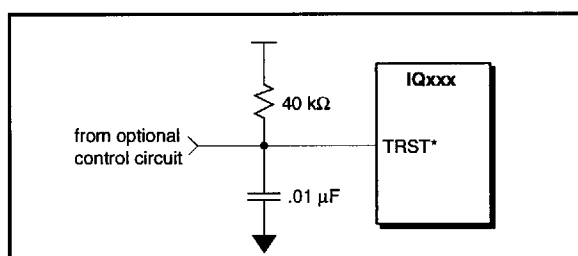 IQxxx
40 kΩ
from optional
control circuit
TRST*
.01 µF